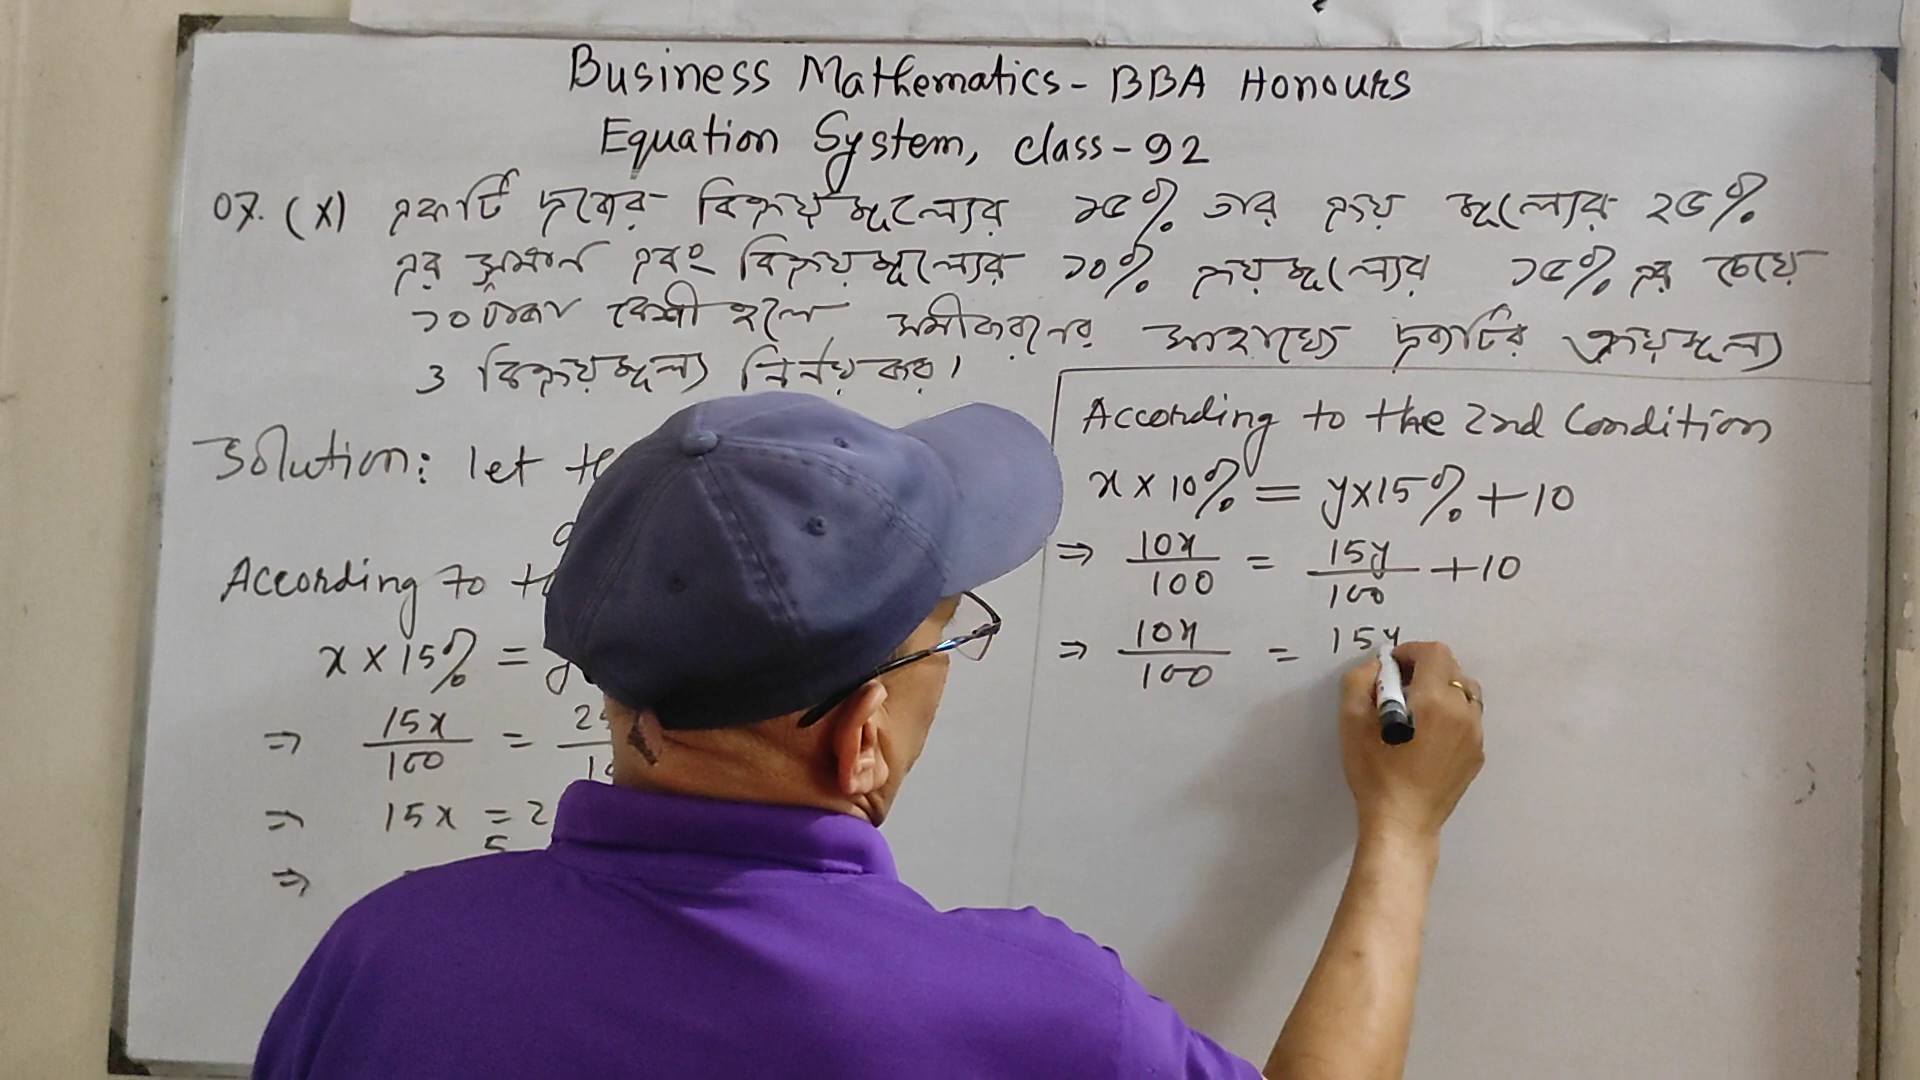 Business Mathematics - BBA Honours
Equation System, class-92
07. (x) একটি দ্রব্যের বিক্রয়মূল্যের ১৫% তার ক্রয় মূল্যের ২৫%
এর সমান এবং বিক্রয়মূল্যের ১০% ক্রয়মূল্যের ১৫% এর চেয়ে
১০ টাকা বেশী হলে সমীকরণের সাহায্যে দ্রব্যটির ক্রয়মূল্য
ও বিক্রয়মূল্য নির্ণয় কর।
Solution: let
According to
x × 15% =
⇒ 15x/100 =
⇒ 15x =
5
⇒
According to the 2nd Condition
x × 10% = y×15% + 10
⇒ 10x/100 = 15y/100 + 10
⇒ 10x/100 = 15y